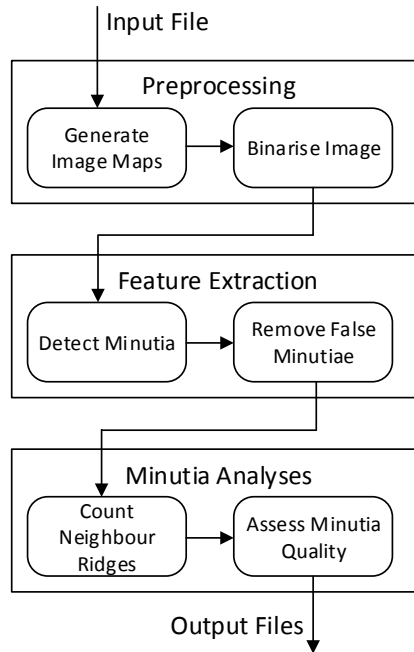 Input File
Preprocessing
Generate
Image Maps
Binarise Image
Feature Extraction
Detect Minutia
Remove False
Minutiae
Minutia Analyses
Count
Neighbour
Ridges
Assess Minutia
Quality
Output Files